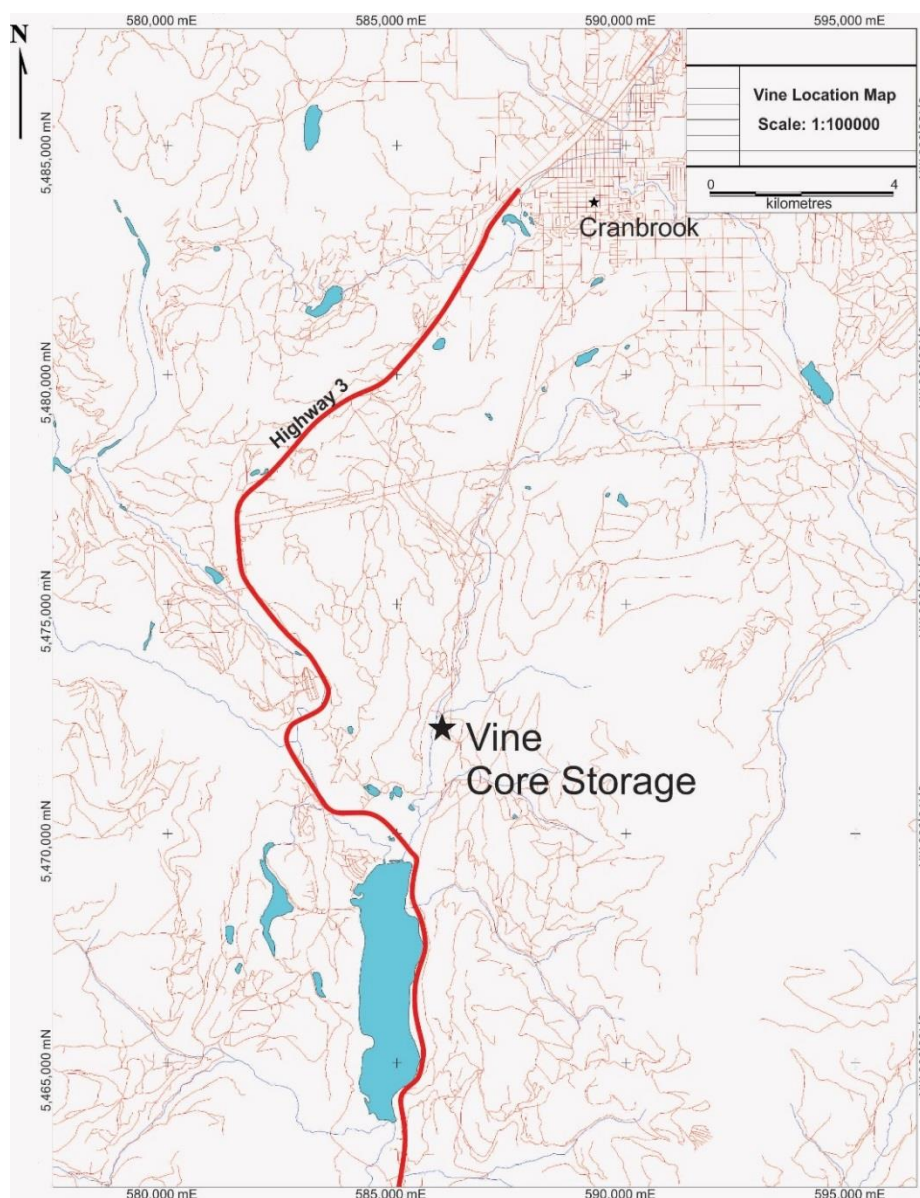 580,000 mE
585,000 mE
590,000 mE
595,000 mE
N
Vine Location Map
Scale: 1:100000
0 4
kilometres
5,485,000 mN
Cranbrook
5,480,000 mN
Highway 3
5,475,000 mN
Vine
Core Storage
5,470,000 mN
5,465,000 mN
580,000 mE
585,000 mE
590,000 mE
595,000 mE